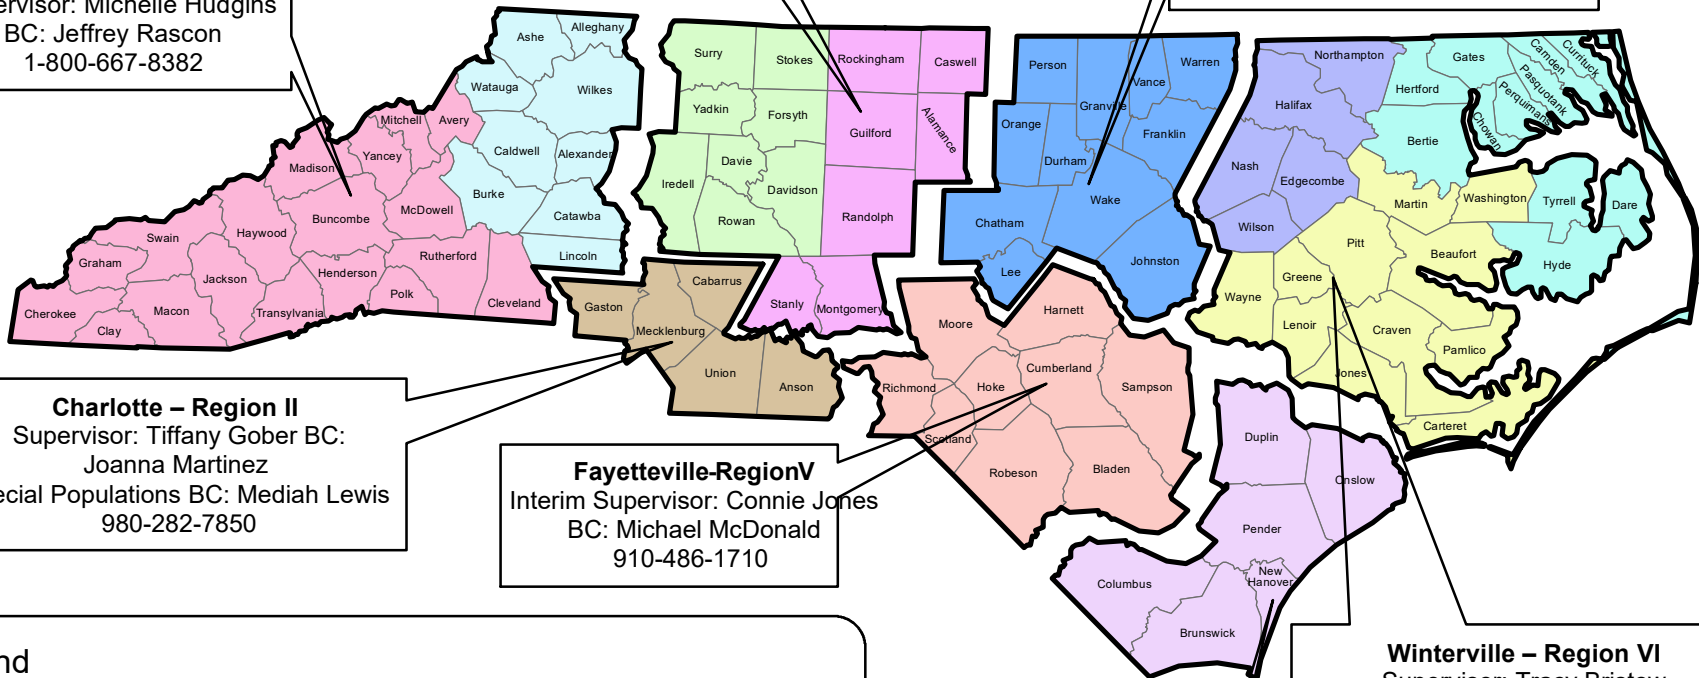 ervisor: Michelle Hudgins
BC: Jeffrey Rascon
1-800-667-8382
Ashe
Alleghany
Watauga
Wilkes
Mitchell
Avery
Yancey
Madison
Caldwell
Alexander
Burke
Catawba
Lincoln
Buncombe
McDowell
Haywood
Swain
Graham
Jackson
Henderson
Rutherford
Polk
Cleveland
Cherokee
Clay
Macon
Transylvania
Surry
Stokes
Rockingham
Caswell
Yadkin
Forsyth
Guilford
Alamance
Davie
Iredell
Davidson
Rowan
Randolph
Stanly
Montgomery
Gaston
Cabarrus
Mecklenburg
Union
Anson
Person
Granville
Vance
Warren
Orange
Durham
Franklin
Chatham
Wake
Lee
Johnston
Northampton
Halifax
Nash
Edgecombe
Wilson
Hertford
Gates
Camden
Currituck
Pasquotank
Perquimans
Chowan
Bertie
Martin
Washington
Tyrrell
Dare
Pitt
Beaufort
Hyde
Greene
Wayne
Lenoir
Craven
Pamlico
Jones
Carteret
Moore
Harnett
Richmond
Hoke
Cumberland
Sampson
Scotland
Robeson
Bladen
Duplin
Onslow
Pender
New
Hanover
Columbus
Brunswick
Charlotte – Region II
Supervisor: Tiffany Gober BC:
Joanna Martinez
ecial Populations BC: Mediah Lewis
980-282-7850
Fayetteville-RegionV
Interim Supervisor: Connie Jones
BC: Michael McDonald
910-486-1710
nd
Winterville – Region VI
Supervisor: Tracy Bristow